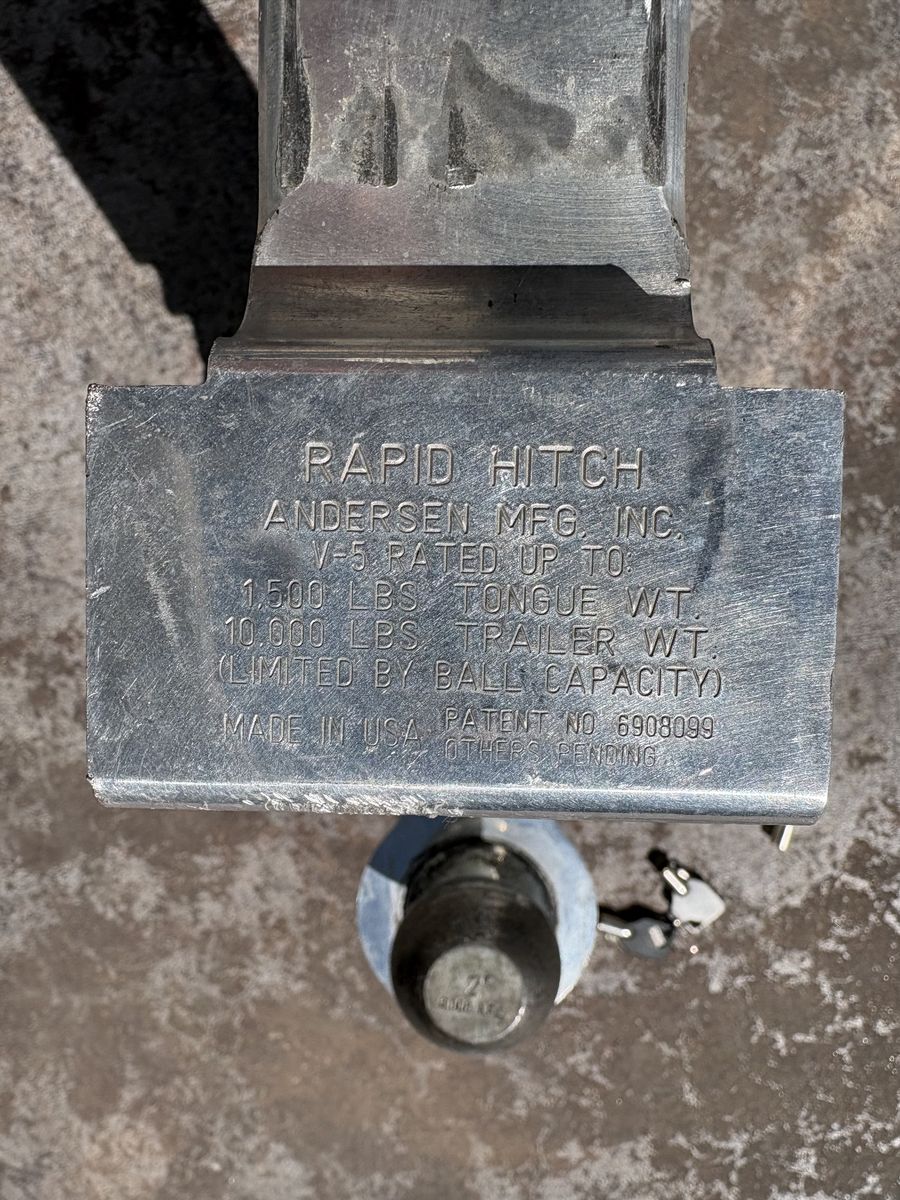 RAPID HITCH
ANDERSEN MFG. INC.
V-5 RATED UP TO:
1,500 LBS TONGUE WT.
10,000 LBS TRAILER WT.
(LIMITED BY BALL CAPACITY)
MADE IN USA PATENT NO 6908099
OTHERS PENDING
2"